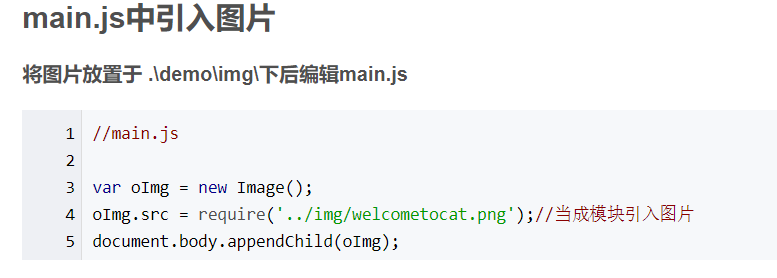 main.js中引入图片
将图片放置于 .\demo\img\下后编辑main.js
1 //main.js
2
3 var oImg = new Image();
4 oImg.src = require('../img/welcometocat.png');//当成模块引入图片
5 document.body.appendChild(oImg);